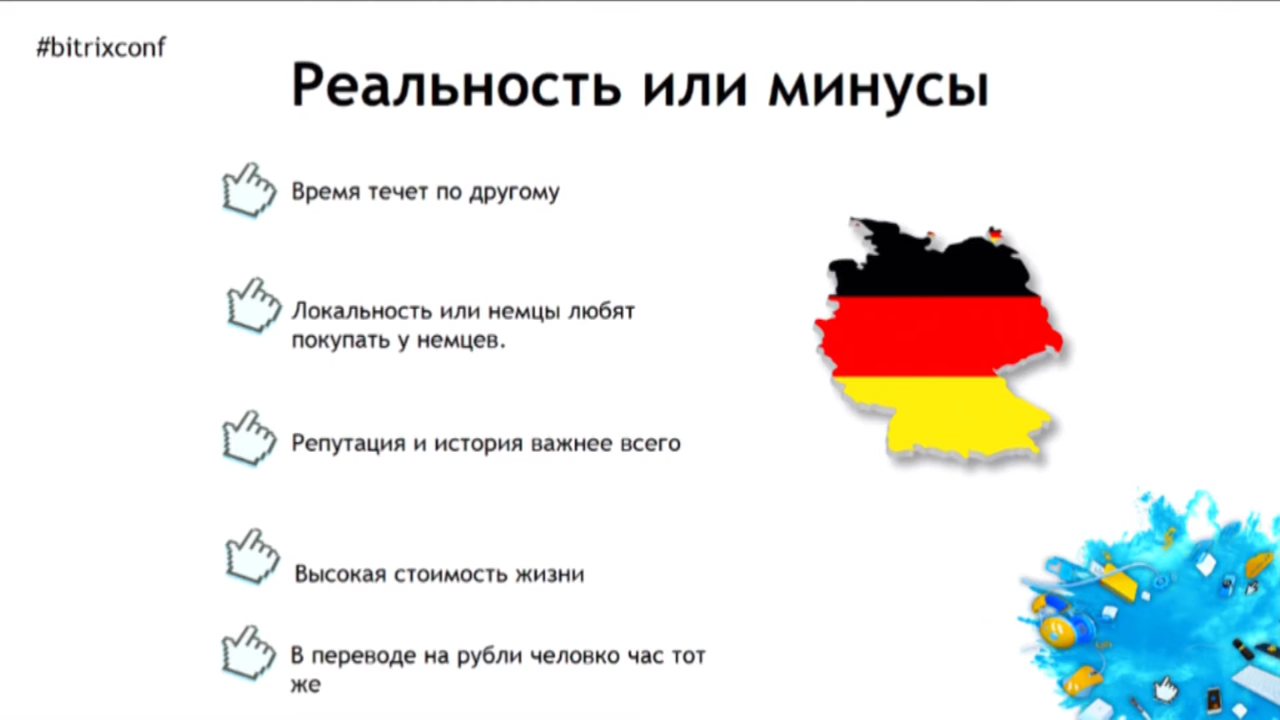 #bitrixconf
Реальность или минусы
Время течет по другому
Локальность или немцы любят
покупать у немцев.
Репутация и история важнее всего
Высокая стоимость жизни
В переводе на рубли человко час тот
же